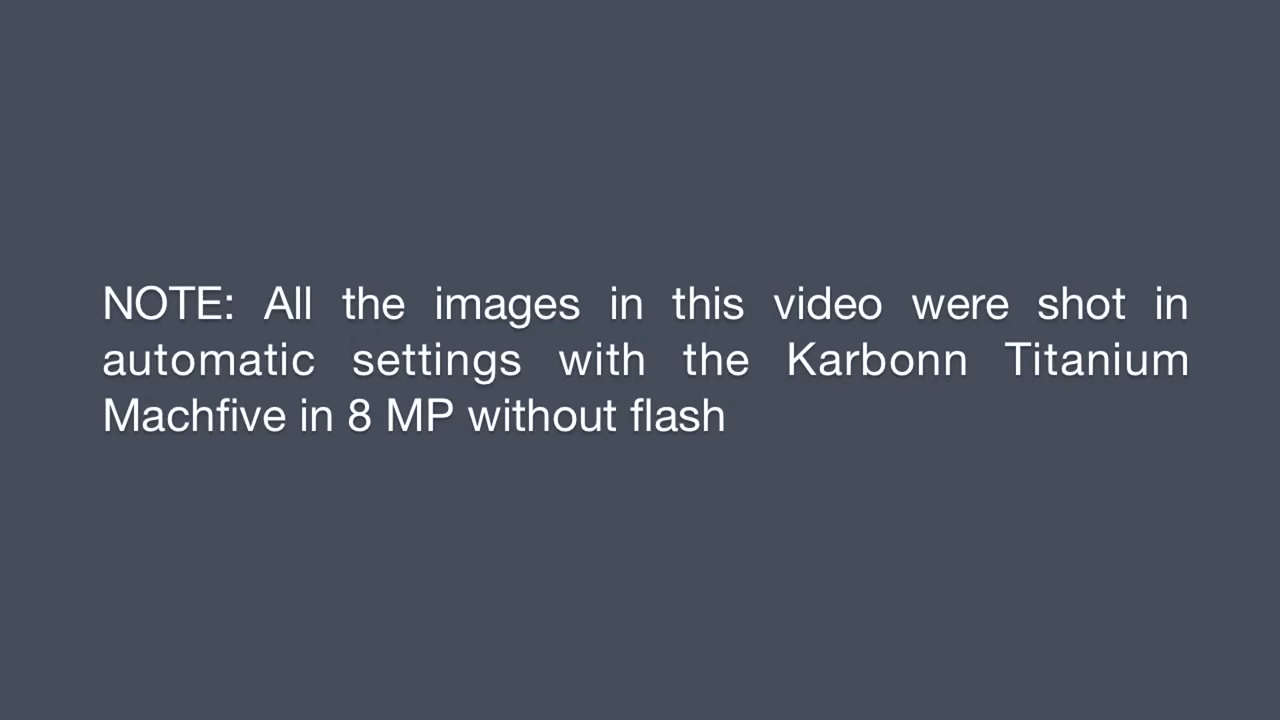 NOTE: All the images in this video were shot in
automatic settings with the Karbonn Titanium
Machfive in 8 MP without flash